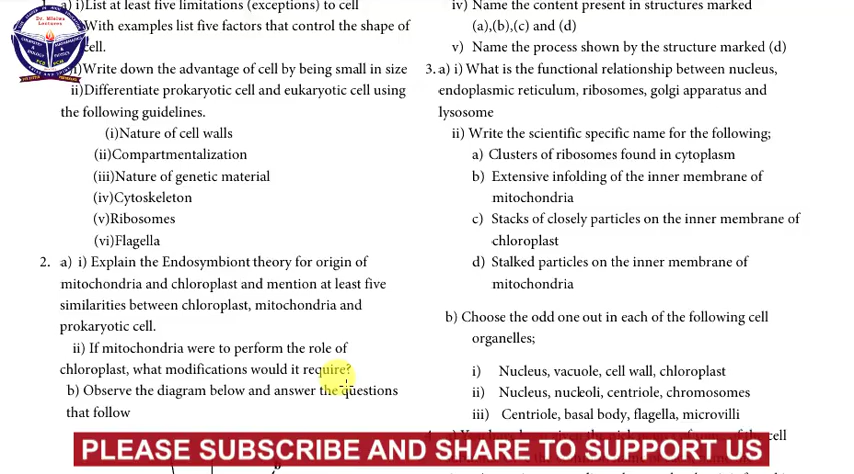 a) i)List at least five limitations (exceptions) to cell
With examples list five factors that control the shape of
cell.
i)Write down the advantage of cell by being small in size
ii)Differentiate prokaryotic cell and eukaryotic cell using
the following guidelines.
(i)Nature of cell walls
(ii)Compartmentalization
(iii)Nature of genetic material
(iv)Cytoskeleton
(v)Ribosomes
(vi)Flagella
2. a) i) Explain the Endosymbiont theory for origin of
mitochondria and chloroplast and mention at least five
similarities between chloroplast, mitochondria and
prokaryotic cell.
ii) If mitochondria were to perform the role of
chloroplast, what modifications would it require?
b) Observe the diagram below and answer the questions
that follow
iv) Name the content present in structures marked
(a),(b),(c) and (d)
v) Name the process shown by the structure marked (d)
3. a) i) What is the functional relationship between nucleus,
endoplasmic reticulum, ribosomes, golgi apparatus and
lysosome
ii) Write the scientific specific name for the following;
a) Clusters of ribosomes found in cytoplasm
b) Extensive infolding of the inner membrane of
mitochondria
c) Stacks of closely particles on the inner membrane of
chloroplast
d) Stalked particles on the inner membrane of
mitochondria
b) Choose the odd one out in each of the following cell
organelles;
i) Nucleus, vacuole, cell wall, chloroplast
ii) Nucleus, nuckeoli, centriole, chromosomes
iii) Centriole, basal body, flagella, microvilli
cell
PLEASE SUBSCRIBE AND SHARE TO SUPPORT US